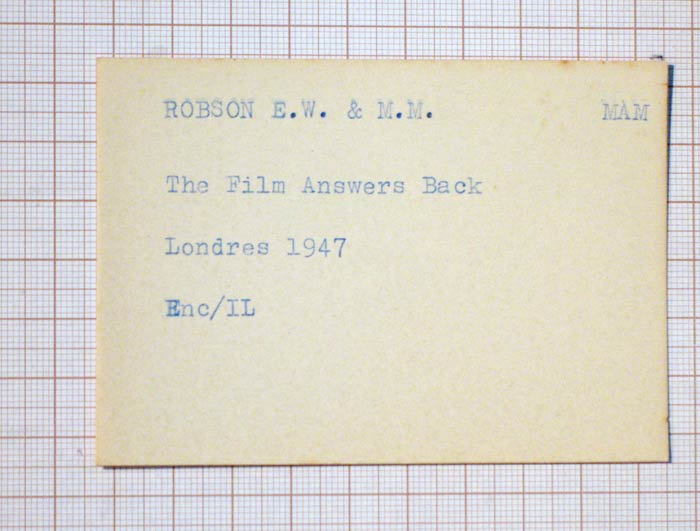 ROBSON E.W. & M.M. MAM
The Film Answers Back
Londres 1947
Enc/IL